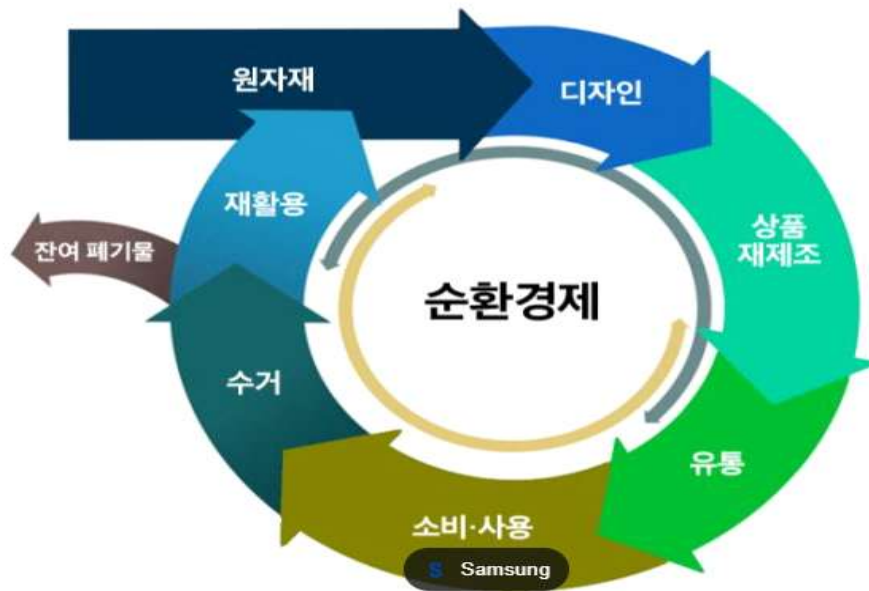 원자재
디자인
상품
재제조
유통
소비·사용
수거
재활용
잔여 폐기물
순환경제
S Samsung